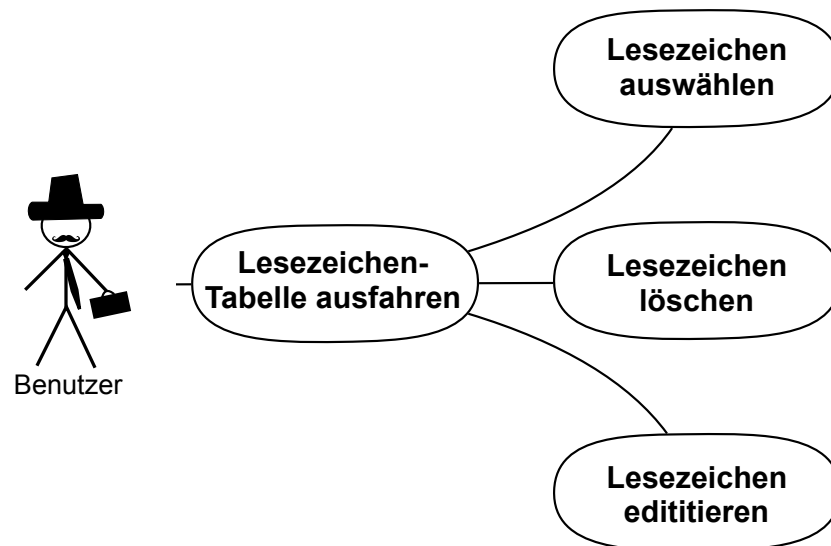 Lesezeichen
auswählen
Lesezeichen-
Tabelle ausfahren
Lesezeichen
löschen
Benutzer
Lesezeichen
edititieren